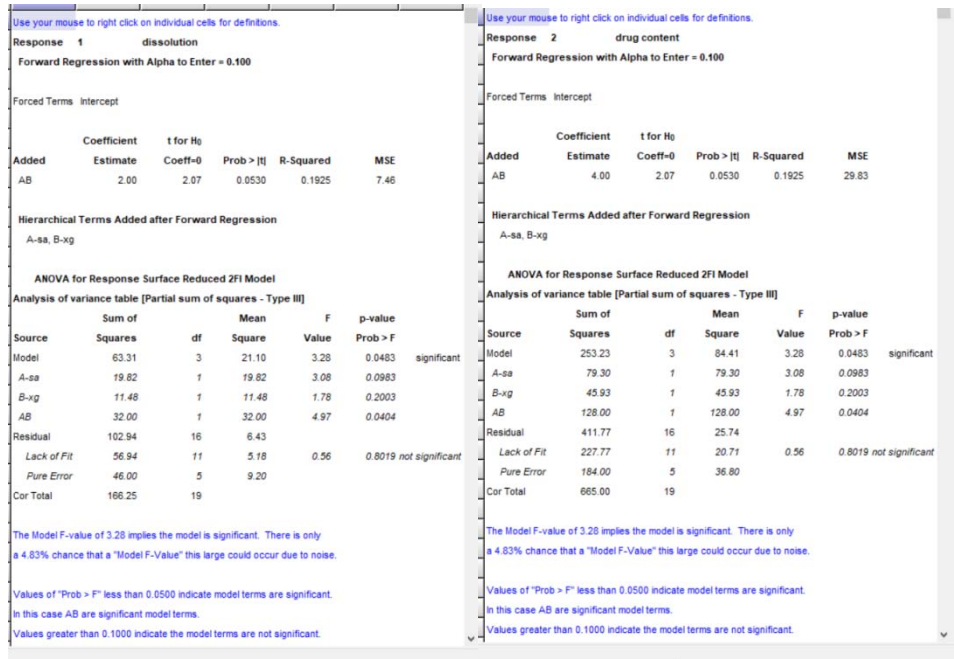 Use your mouse to right click on individual cells for definitions.
Response 1 dissolution
Forward Regression with Alpha to Enter = 0.100
Forced Terms Intercept
Coefficient t for H0
Added Estimate Coeff=0 Prob > |t| R-Squared MSE
AB 2.00 2.07 0.0530 0.1925 7.46
Hierarchical Terms Added after Forward Regression
A-sa, B-xg
ANOVA for Response Surface Reduced 2FI Model
Analysis of variance table [Partial sum of squares - Type III]
Sum of Mean F p-value
Source Squares df Square Value Prob > F
Model 63.31 3 21.10 3.28 0.0483 significant
A-sa 19.82 1 19.82 3.08 0.0983
B-xg 11.48 1 11.48 1.78 0.2003
AB 32.00 1 32.00 4.97 0.0404
Residual 102.94 16 6.43
Lack of Fit 56.94 11 5.18 0.56 0.8019 not significant
Pure Error 46.00 5 9.20
Cor Total 166.25 19
The Model F-value of 3.28 implies the model is significant. There is only
a 4.83% chance that a "Model F-Value" this large could occur due to noise.
Values of "Prob > F" less than 0.0500 indicate model terms are significant.
In this case AB are significant model terms.
Values greater than 0.1000 indicate the model terms are not significant.
Use your mouse to right click on individual cells for definitions.
Response 2 drug content
Forward Regression with Alpha to Enter = 0.100
Forced Terms Intercept
Coefficient t for H0
Added Estimate Coeff=0 Prob > |t| R-Squared MSE
AB 4.00 2.07 0.0530 0.1925 29.83
Hierarchical Terms Added after Forward Regression
A-sa, B-xg
ANOVA for Response Surface Reduced 2FI Model
Analysis of variance table [Partial sum of squares - Type III]
Sum of Mean F p-value
Source Squares df Square Value Prob > F
Model 253.23 3 84.41 3.28 0.0483 significant
A-sa 79.30 1 79.30 3.08 0.0983
B-xg 45.93 1 45.93 1.78 0.2003
AB 128.00 1 128.00 4.97 0.0404
Residual 411.77 16 25.74
Lack of Fit 227.77 11 20.71 0.56 0.8019 not significant
Pure Error 184.00 5 36.80
Cor Total 665.00 19
The Model F-value of 3.28 implies the model is significant. There is only
a 4.83% chance that a "Model F-Value" this large could occur due to noise.
Values of "Prob > F" less than 0.0500 indicate model terms are significant.
In this case AB are significant model terms.
Values greater than 0.1000 indicate the model terms are not significant.